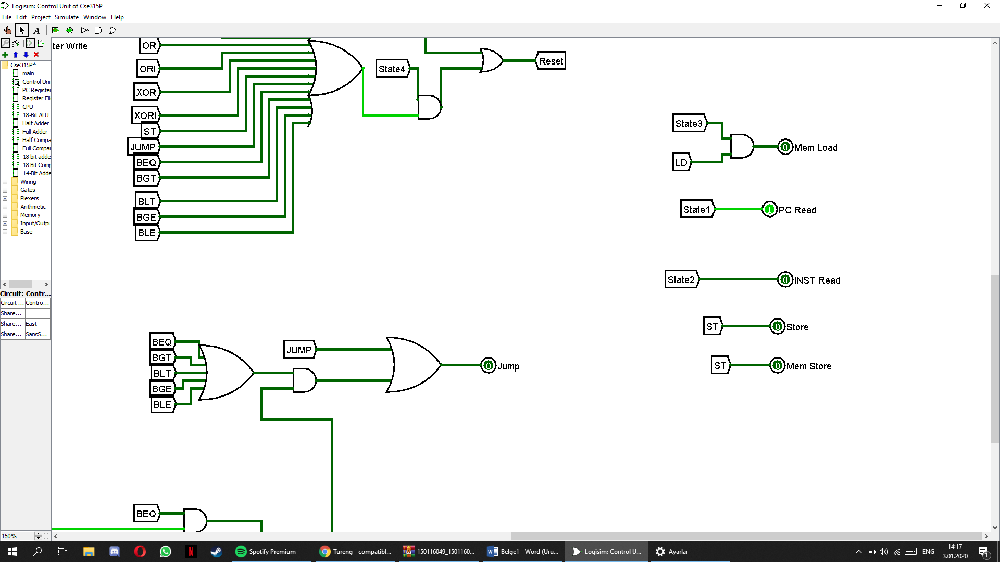 Logisim: Control Unit of Cse315P
File Edit Project Simulate Window Help
A
Cse315P*
main
Control Uni
PC Register
Register Fil
CPU
18-Bit ALU
Half Adder
Full Adder
Half Compa
Full Compar
18 bit adde
18 Bit Comp
14-Bit Adde
Wiring
Gates
Plexers
Arithmetic
Memory
Input/Outpu
Base
Circuit: Contr...
Circuit ... Contro...
Share...
Share... East
Share... SansS...
150%
ster Write
OR
ORI
XOR
XORI
ST
JUMP
BEQ
BGT
BLT
BGE
BLE
State4
Reset
State3
LD
0 Mem Load
State1
1 PC Read
State2
0 INST Read
ST
0 Store
ST
0 Mem Store
BEQ
BGT
BLT
BGE
BLE
JUMP
0 Jump
BEQ
Spotify Premium
Tureng - compatibl...
150116049_1501160...
Belge1 - Word (Ürü...
Logisim: Control U...
Ayarlar
ENG
14:17
3.01.2020
1